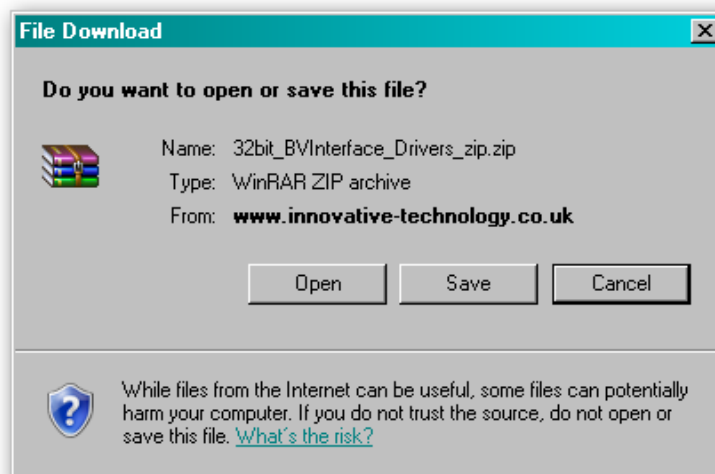 File Download
Do you want to open or save this file?
Name: 32bit_BVInterface_Drivers_zip.zip
Type: WinRAR ZIP archive
From: www.innovative-technology.co.uk
Open Save Cancel
While files from the Internet can be useful, some files can potentially
harm your computer. If you do not trust the source, do not open or
save this file. What's the risk?